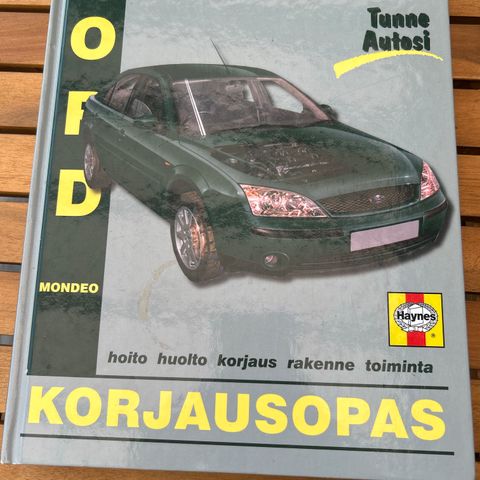 Tunne
Autosi
O
R
D
MONDEO
Haynes
®
hoito huolto korjaus rakenne toiminta
KORJAUSOPAS